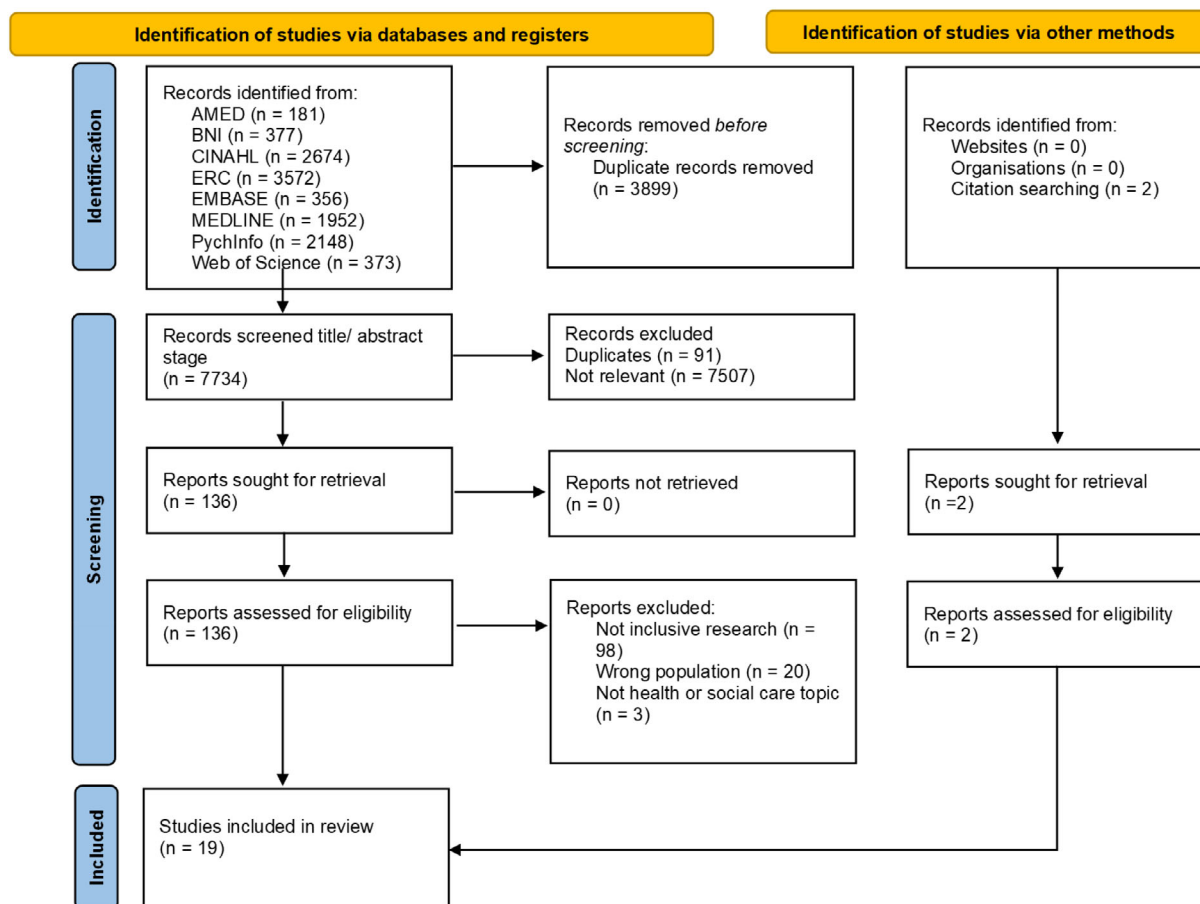 Identification of studies via databases and registers
Identification of studies via other methods
Identification
Records identified from:
AMED (n = 181)
BNI (n = 377)
CINAHL (n = 2674)
ERC (n = 3572)
EMBASE (n = 356)
MEDLINE (n = 1952)
PychInfo (n = 2148)
Web of Science (n = 373)
Records removed before
screening:
Duplicate records removed
(n = 3899)
Records identified from:
Websites (n = 0)
Organisations (n = 0)
Citation searching (n = 2)
Screening
Records screened title/ abstract
stage
(n = 7734)
Records excluded
Duplicates (n = 91)
Not relevant (n = 7507)
Reports sought for retrieval
(n = 136)
Reports not retrieved
(n = 0)
Reports sought for retrieval
(n =2)
Reports assessed for eligibility
(n = 136)
Reports excluded:
Not inclusive research (n =
98)
Wrong population (n = 20)
Not health or social care topic
(n = 3)
Reports assessed for eligibility
(n = 2)
Included
Studies included in review
(n = 19)